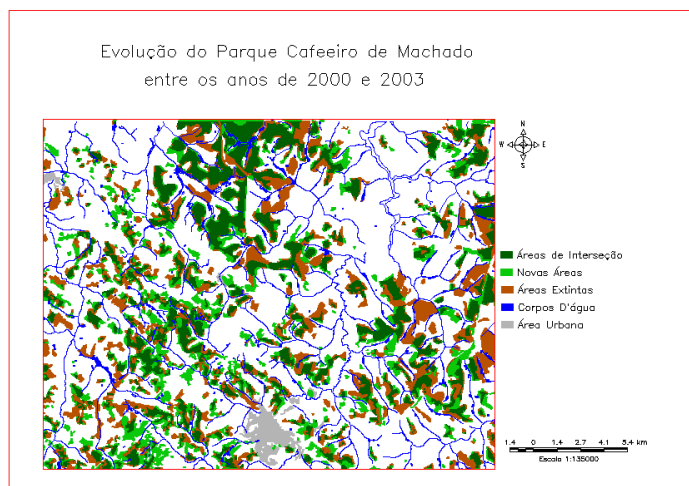 Evolução do Parque Cafeeiro de Machado
entre os anos de 2000 e 2003
N
W E
S
Áreas de Interseção
Novas Áreas
Áreas Extintas
Corpos D'água
Área Urbana
1.4 0 1.4 2.7 4.1 5.4 km
Escala 1:135000